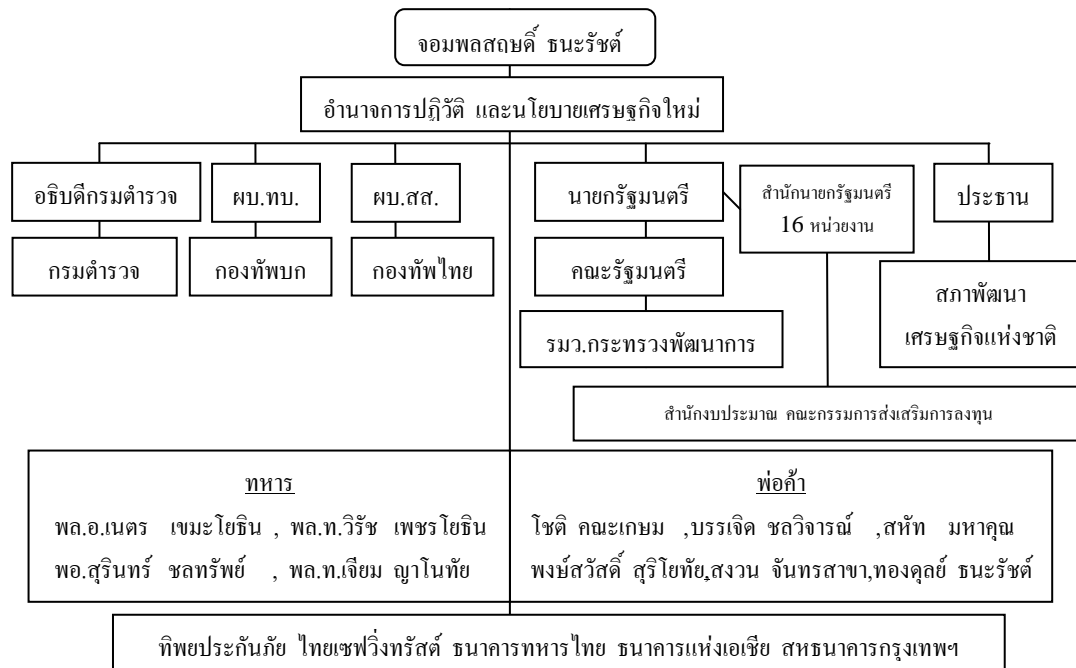 จอมพลสฤษดิ์ ธนะรัชต์
อำนาจการปฏิวัติ และนโยบายเศรษฐกิจใหม่
อธิบดีกรมตำรวจ
ผบ.ทบ.
ผบ.สส.
นายกรัฐมนตรี
สำนักนายกรัฐมนตรี
16 หน่วยงาน
ประธาน
กรมตำรวจ
กองทัพบก
กองทัพไทย
คณะรัฐมนตรี
สภาพัฒนา
เศรษฐกิจแห่งชาติ
รมว.กระทรวงพัฒนาการ
สำนักงบประมาณ คณะกรรมการส่งเสริมการลงทุน
ทหาร
พล.อ.เนตร เขมะโยธิน , พล.ท.วิรัช เพชรโยธิน
พอ.สุรินทร์ ชลทรัพย์ , พล.ท.เจียม ญาโนทัย
พ่อค้า
โชติ คณะเกษม ,บรรเจิด ชลวิจารณ์ ,สหัท มหาคุณ
พงษ์สวัสดิ์ สุริโยทัย,สงวน จันทรสาขา,ทองดุลย์ ธนะรัชต์
ทิพยประกันภัย ไทยเซฟวิ่งทรัสต์ ธนาคารทหารไทย ธนาคารแห่งเอเชีย สหธนาคารกรุงเทพฯ